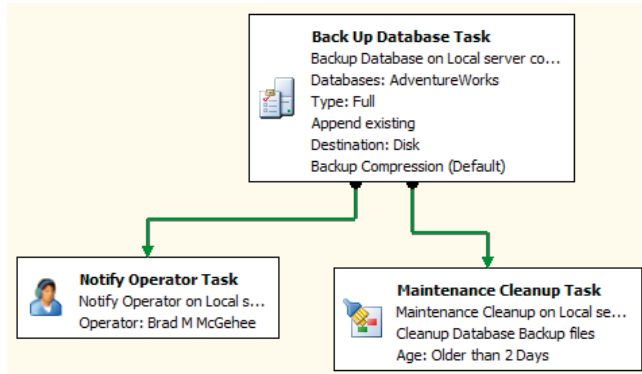 Back Up Database Task
Backup Database on Local server co...
Databases: AdventureWorks
Type: Full
Append existing
Destination: Disk
Backup Compression (Default)
Notify Operator Task
Notify Operator on Local s...
Operator: Brad M McGehee
Maintenance Cleanup Task
Maintenance Cleanup on Local se...
Cleanup Database Backup files
Age: Older than 2 Days